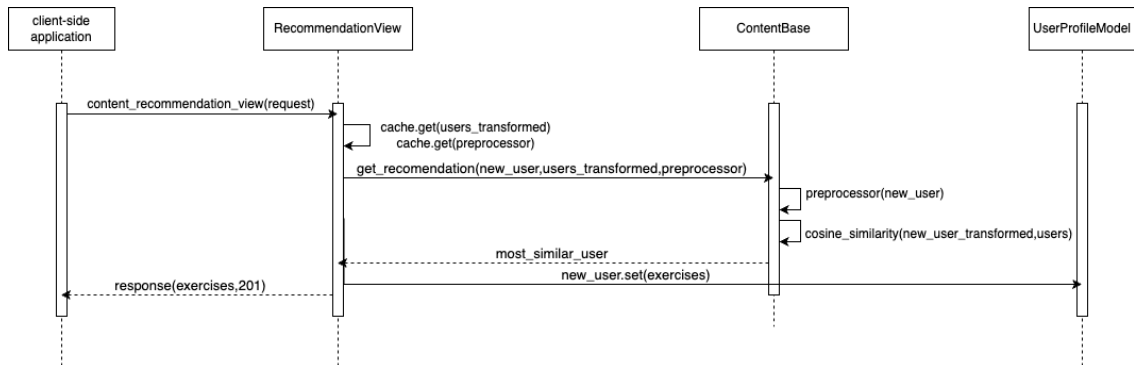 client-side
application
RecommendationView
ContentBase
UserProfileModel
content_recommendation_view(request)
cache.get(users_transformed)
cache.get(preprocessor)
get_recomendation(new_user,users_transformed,preprocessor)
preprocessor(new_user)
cosine_similarity(new_user_transformed,users)
most_similar_user
new_user.set(exercises)
response(exercises,201)